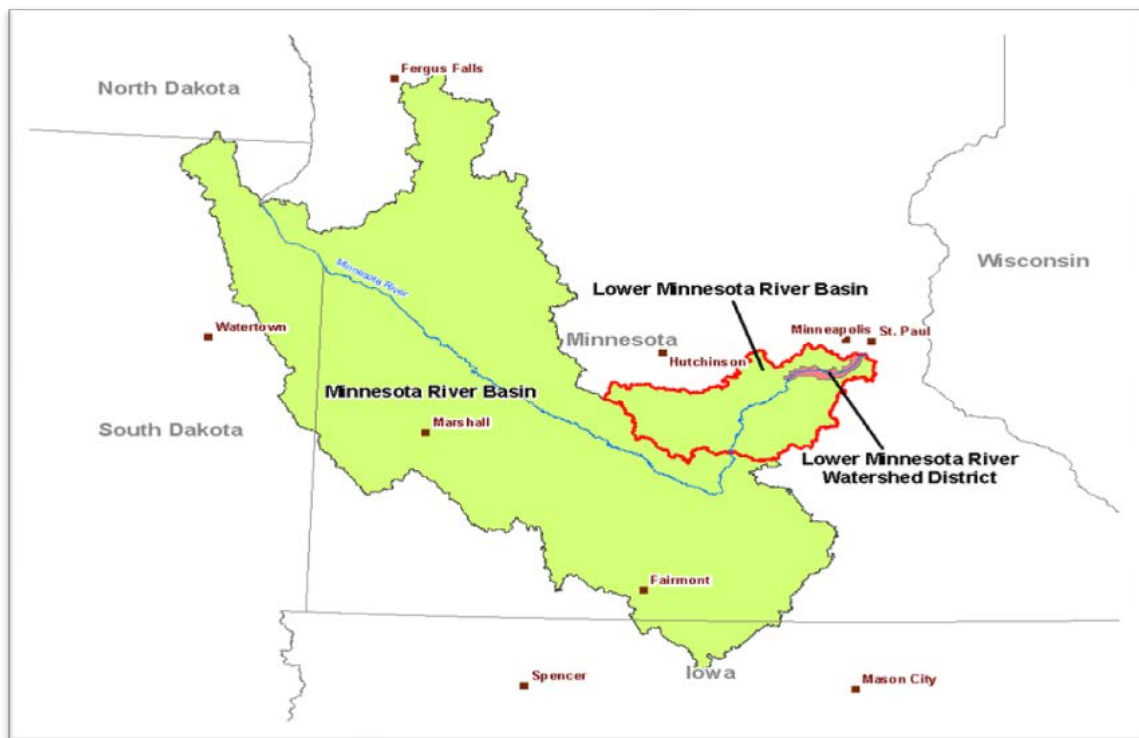 Fergus Falls
North Dakota
Wisconsin
Minnesota River
Lower Minnesota River Basin
Watertown
Minnesota
Minneapolis
St. Paul
Hutchinson
Minnesota River Basin
Marshall
South Dakota
Lower Minnesota River
Watershed District
Fairmont
Iowa
Spencer
Mason City